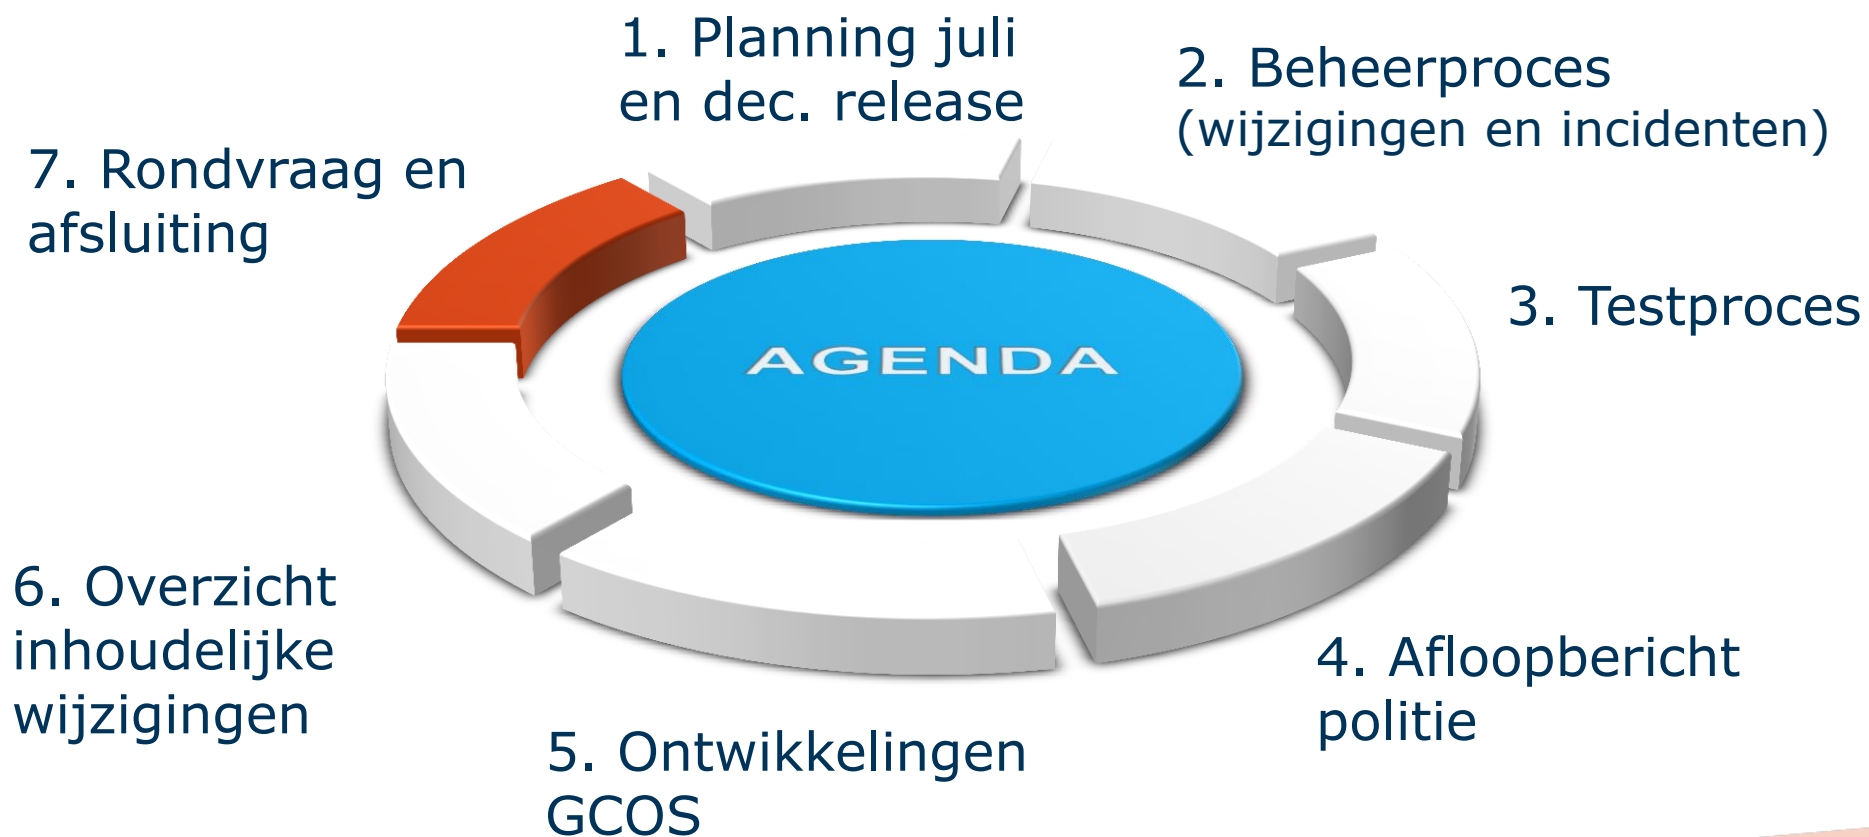 1. Planning juli
en dec. release
2. Beheerproces
(wijzigingen en incidenten)
3. Testproces
4. Afloopbericht
politie
5. Ontwikkelingen
GCOS
6. Overzicht
inhoudelijke
wijzigingen
7. Rondvraag en
afsluiting
AGENDA